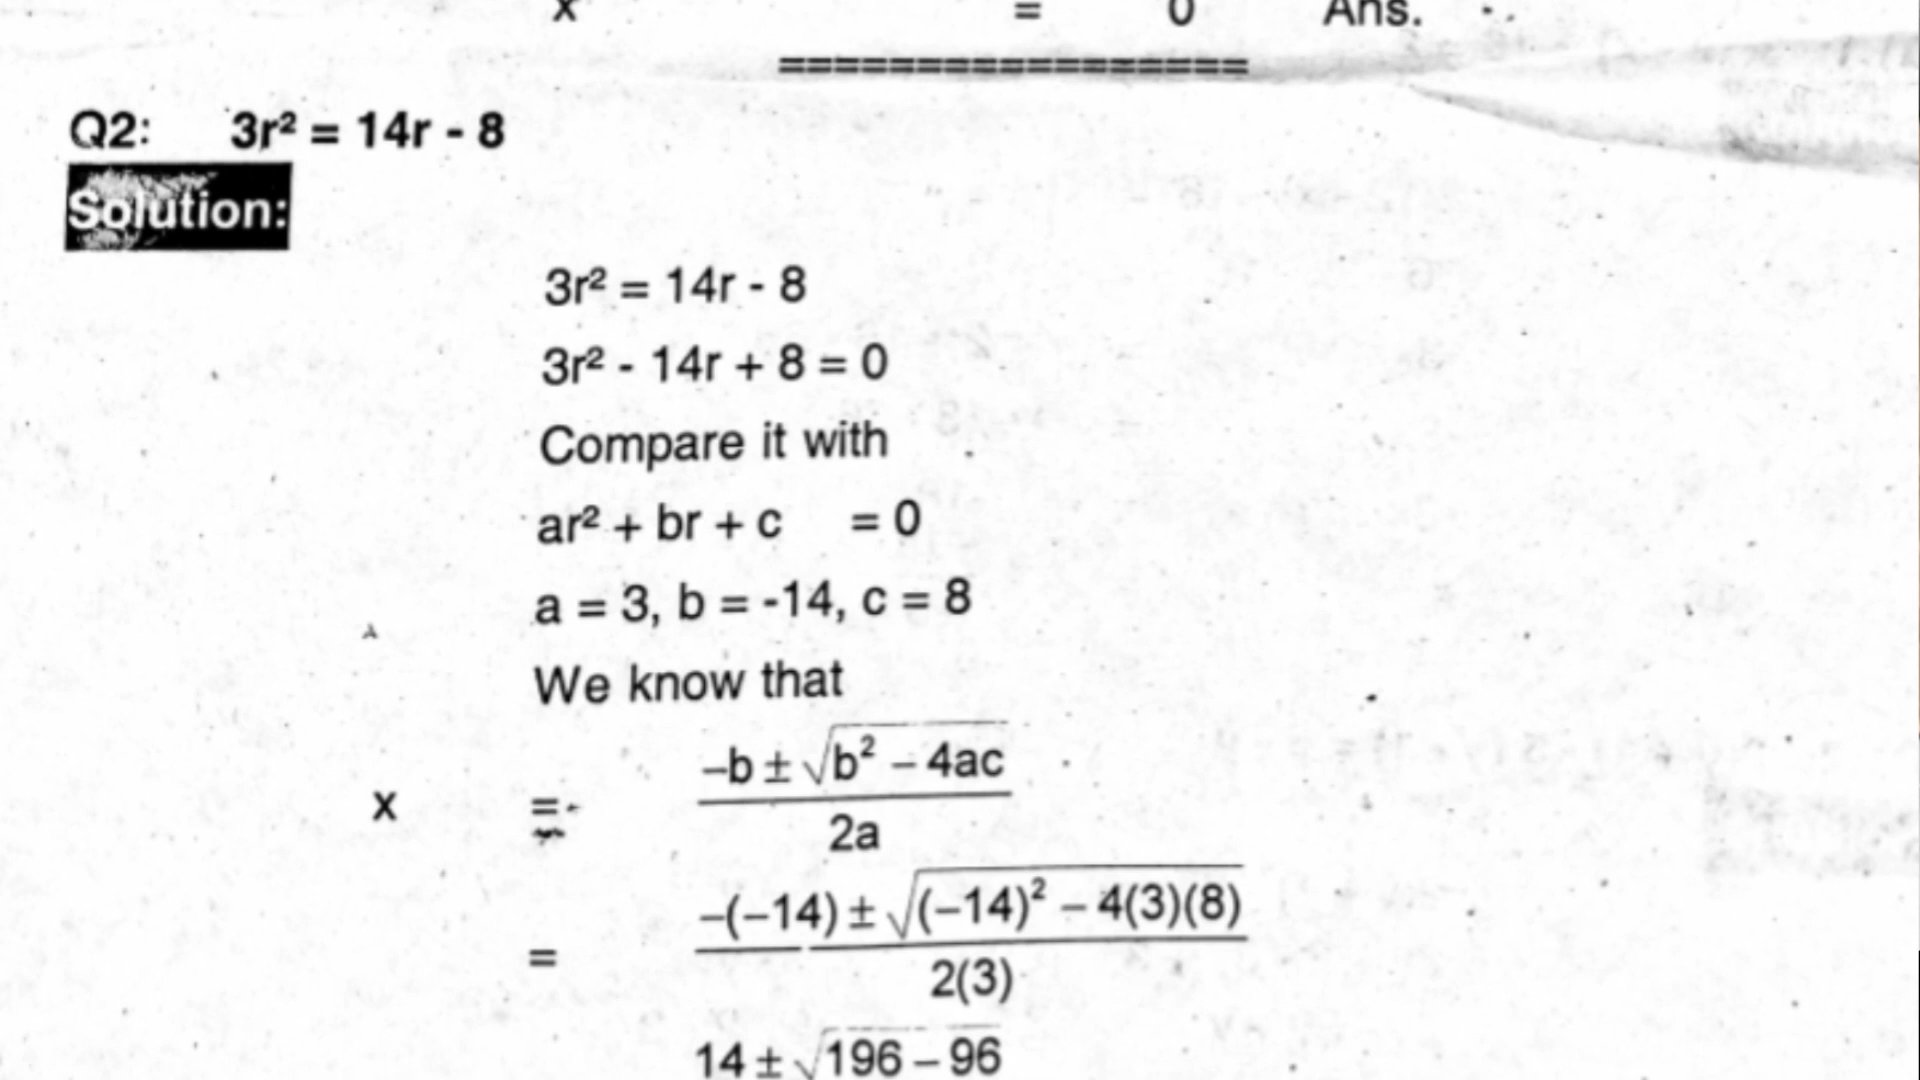 x = 0 Ans.
=================
Q2: 3r² = 14r - 8
Solution:
3r² = 14r - 8
3r² - 14r + 8 = 0
Compare it with
ar² + br + c = 0
a = 3, b = -14, c = 8
We know that
x = −b ± √b² − 4ac
2a
= −(−14) ± √(−14)² − 4(3)(8)
2(3)
14 ± √196 − 96